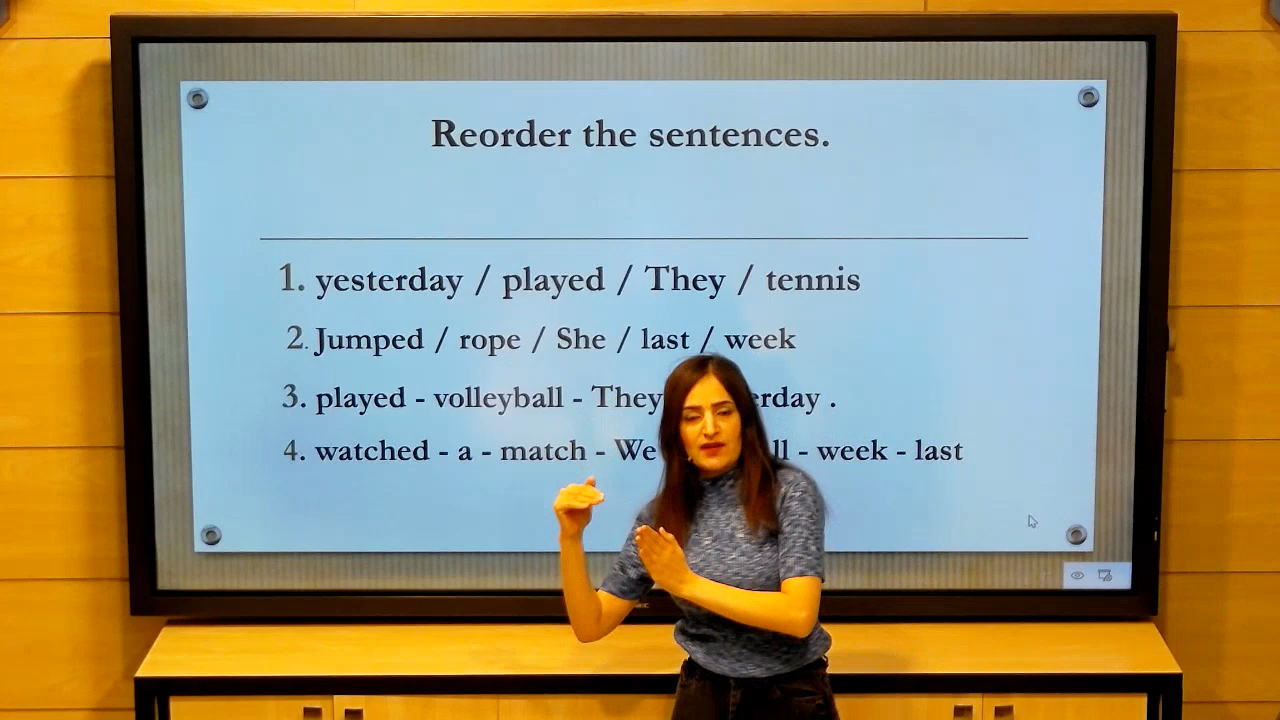 Reorder the sentences.
1. yesterday / played / They / tennis
2. Jumped / rope / She / last / week
3. played - volleyball - They erday .
4. watched - a - match - We ll - week - last